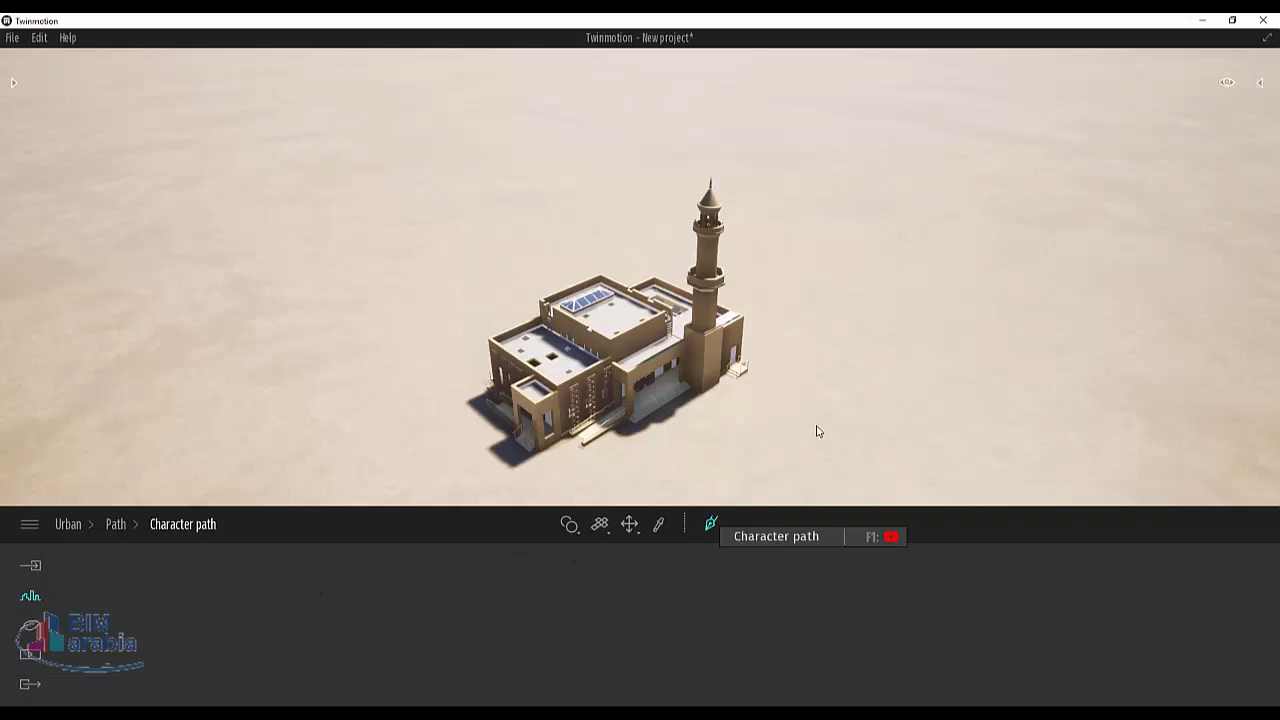 Twinmotion
File Edit Help
Twinmotion - New project*
Urban > Path > Character path
Character path F1:
BIM
arabia